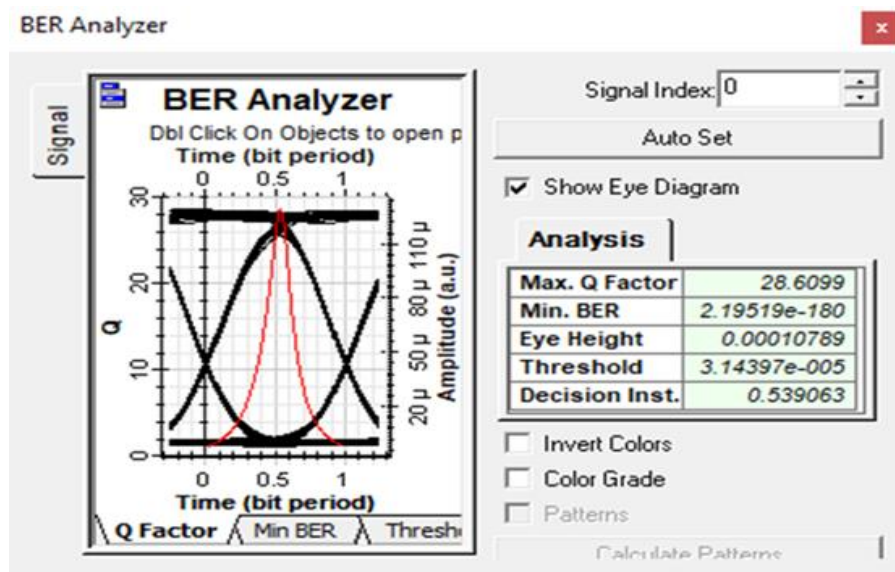 BER Analyzer
x
Signal
BER Analyzer
Dbl Click On Objects to open p
Time (bit period)
0 0.5 1
Q
30
20
10
0
110 µ
80 µ
50 µ
20 µ
Amplitude (a.u.)
0 0.5 1
Time (bit period)
Q Factor Min BER Thresh
Signal Index: 0
Auto Set
Show Eye Diagram
Analysis
Max. Q Factor 28.6099
Min. BER 2.19519e-180
Eye Height 0.00010789
Threshold 3.14397e-005
Decision Inst. 0.539063
Invert Colors
Color Grade
Patterns
Calculate Patterns